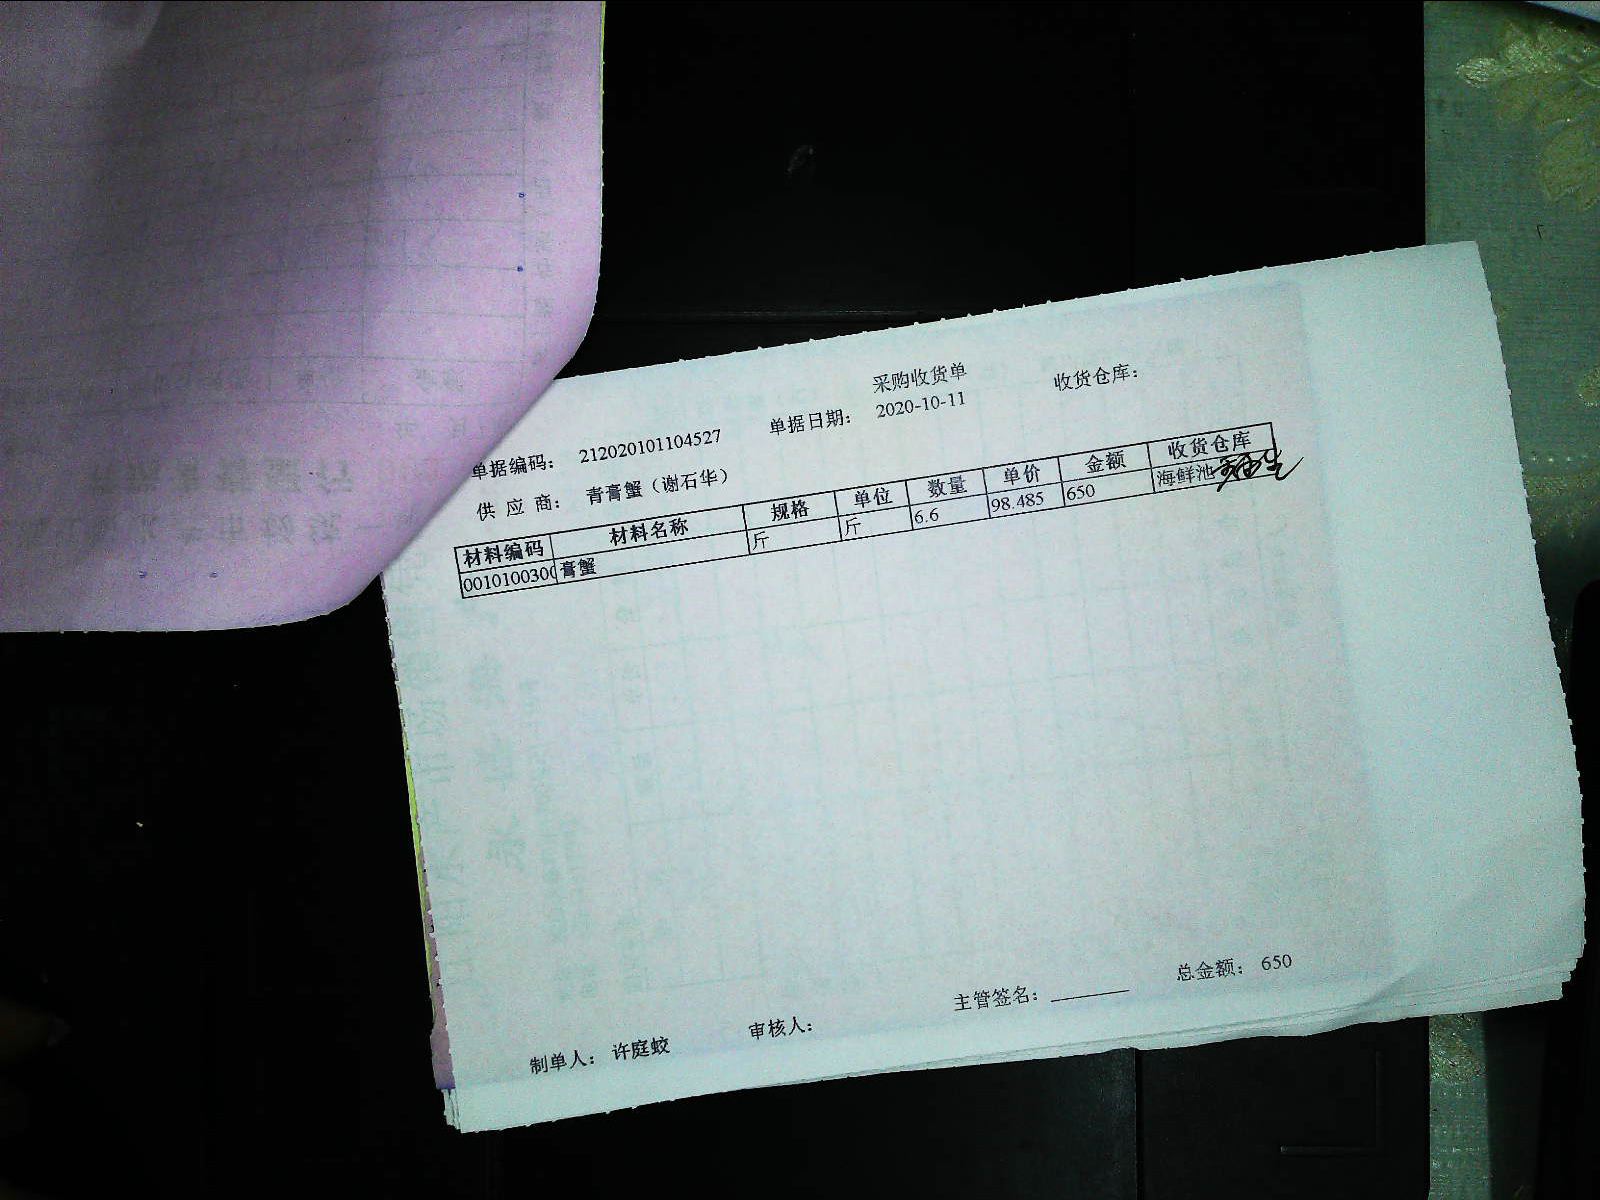 采购收货单
单据编码： 212020101104527 单据日期： 2020-10-11 收货仓库：
供 应 商： 青膏蟹（谢石华）
材料编码 材料名称 规格 单位 数量 单价 金额 收货仓库
0010100300 膏蟹 斤 斤 6.6 98.485 650 海鲜池
制单人： 许庭蛟 审核人： 主管签名： 总金额： 650